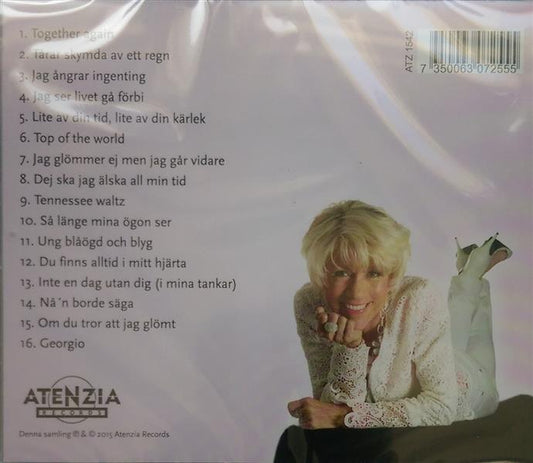 1. Together again
2. Tårar skymda av ett regn
3. Jag ångrar ingenting
4. Jag ser livet gå förbi
5. Lite av din tid, lite av din kärlek
6. Top of the world
7. Jag glömmer ej men jag går vidare
8. Dej ska jag älska all min tid
9. Tennessee waltz
10. Så länge mina ögon ser
11. Ung blåögd och blyg
12. Du finns alltid i mitt hjärta
13. Inte en dag utan dig (i mina tankar)
14. Nå´n borde säga
15. Om du tror att jag glömt
16. Georgio
ATZ 1542
7 350063 072555
ATENZIA
RECORDS
Denna samling ℗ & © 2015 Atenzia Records